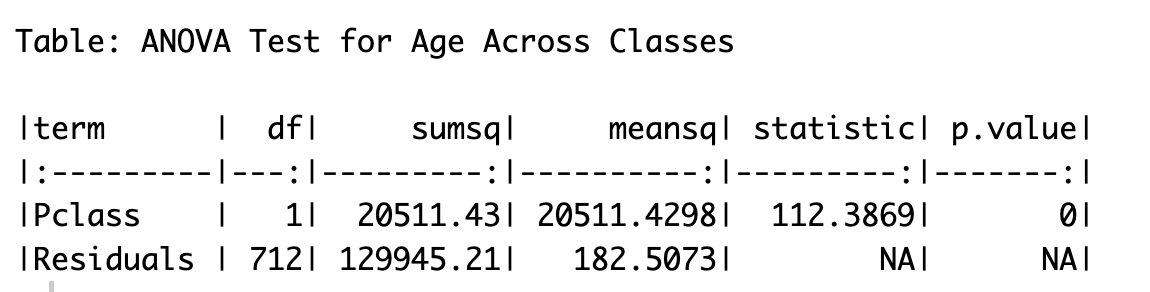 Table: ANOVA Test for Age Across Classes
|term      |  df|     sumsq|     meansq| statistic| p.value|
|:---------|---:|---------:|----------:|---------:|-------:|
|Pclass    |   1|  20511.43| 20511.4298|  112.3869|       0|
|Residuals | 712| 129945.21|   182.5073|        NA|      NA|